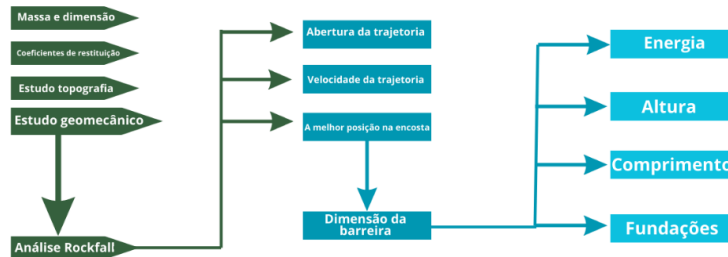 Massa e dimensão
Coeficientes de restituição
Estudo topografia
Estudo geomecânico
Análise Rockfall
Abertura da trajetoria
Velocidade da trajetoria
A melhor posição na encosta
Dimensão da
barreira
Energia
Altura
Comprimento
Fundações